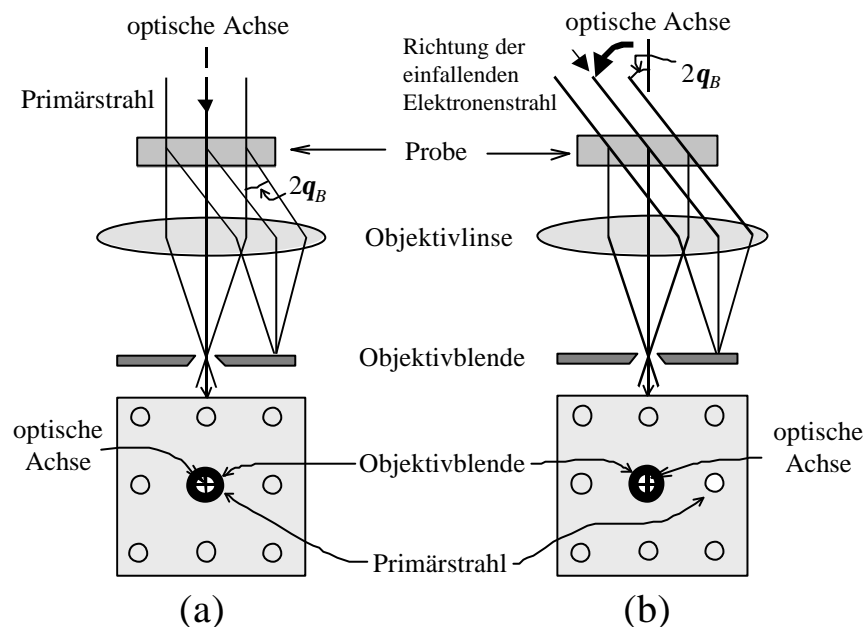 optische Achse
Primärstrahl
2q_B
optische
Achse
(a)
Probe
Objektivlinse
Objektivblende
Objektivblende
Primärstrahl
optische Achse
Richtung der
einfallenden
Elektronenstrahl
2q_B
optische
Achse
(b)